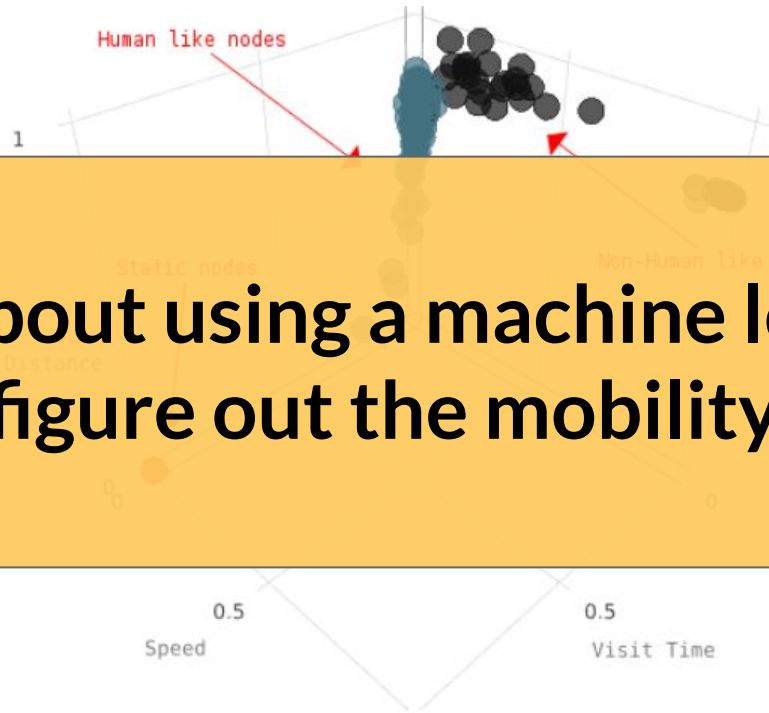 Human like nodes
1
Static nodes
Non-Human like
bout using a machine l
Distance
figure out the mobility
0
0
0
0.5
0.5
Speed
Visit Time